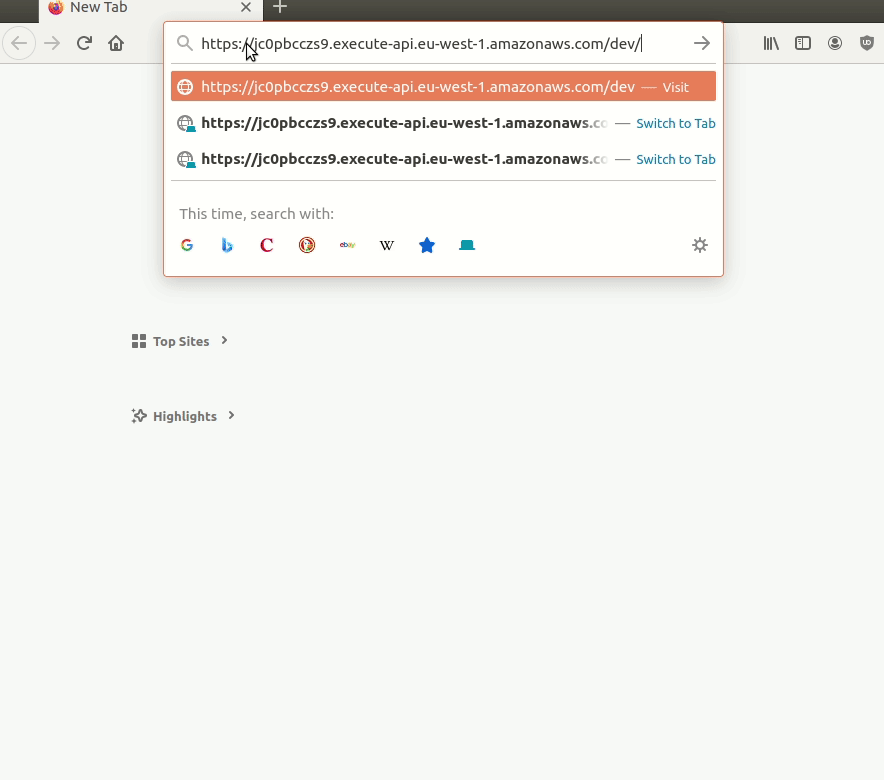 New Tab
https://jc0pbcczs9.execute-api.eu-west-1.amazonaws.com/dev/
https://jc0pbcczs9.execute-api.eu-west-1.amazonaws.com/dev — Visit
https://jc0pbcczs9.execute-api.eu-west-1.amazonaws.co — Switch to Tab
https://jc0pbcczs9.execute-api.eu-west-1.amazonaws.co — Switch to Tab
This time, search with:
ebay W
Top Sites
Highlights